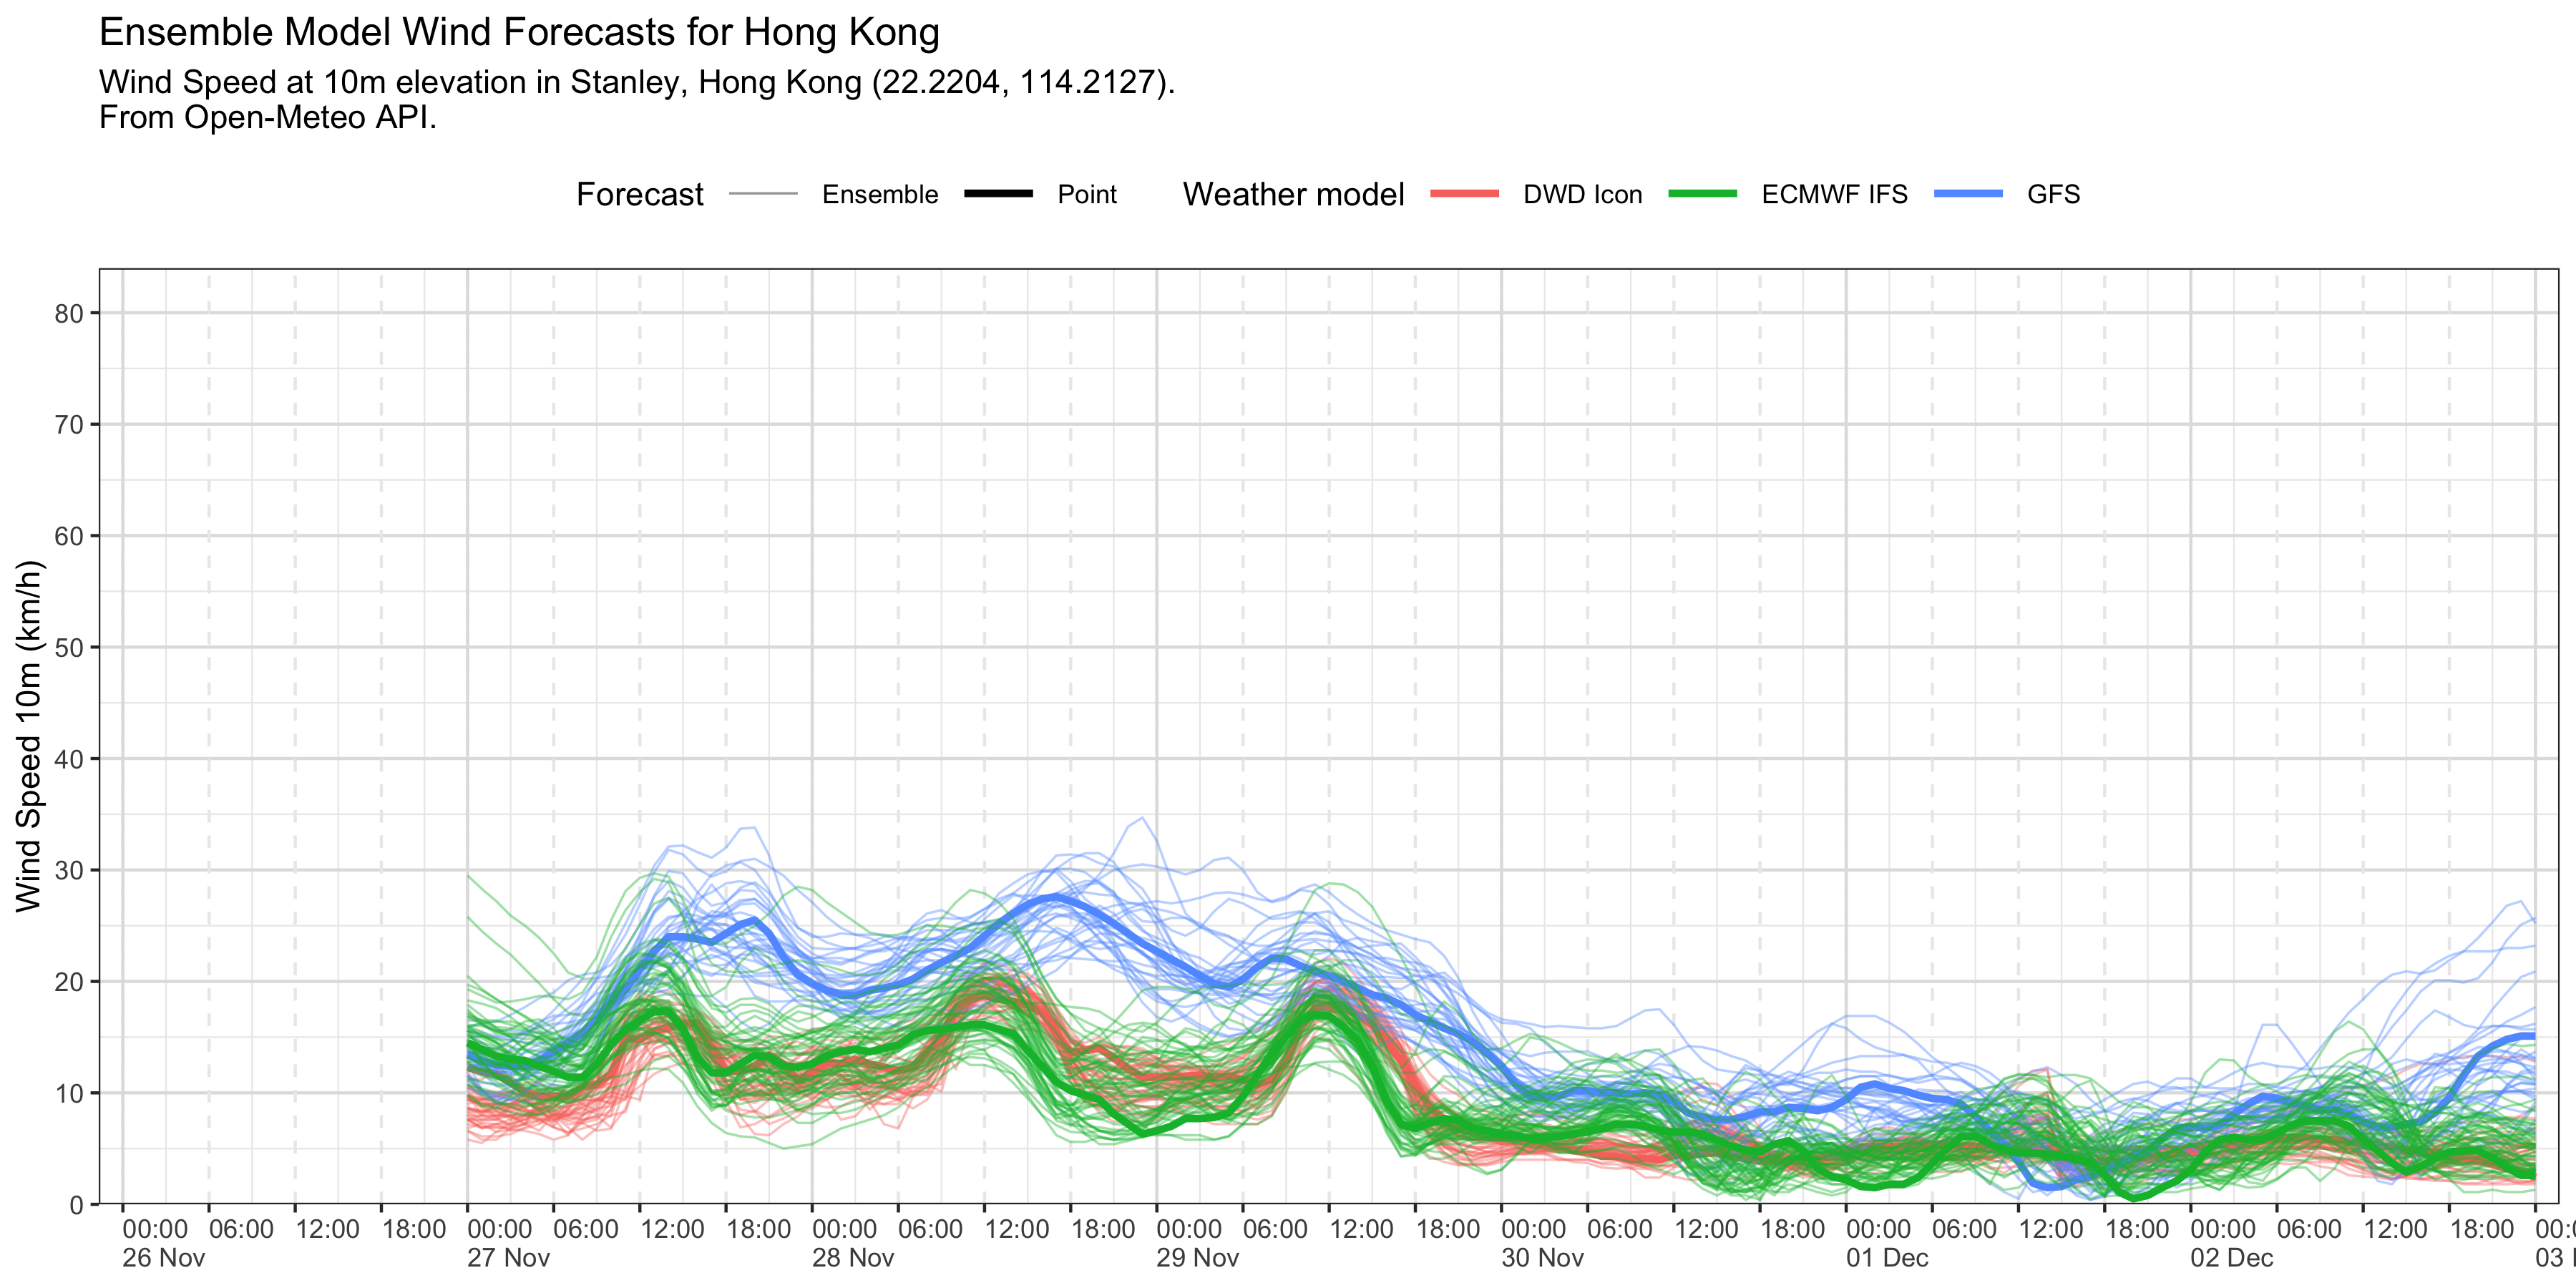 Ensemble Model Wind Forecasts for Hong Kong
Wind Speed at 10m elevation in Stanley, Hong Kong (22.2204, 114.2127).
From Open-Meteo API.
Forecast Ensemble Point Weather model DWD Icon ECMWF IFS GFS
Wind Speed 10m (km/h)
80
70
60
50
40
30
20
10
0
00:00 06:00 12:00 18:00 00:00 06:00 12:00 18:00 00:00 06:00 12:00 18:00 00:00 06:00 12:00 18:00 00:00 06:00 12:00 18:00 00:00 06:00 12:00 18:00 00:00 06:00 12:00 18:00
26 Nov 27 Nov 28 Nov 29 Nov 30 Nov 01 Dec 02 Dec 03